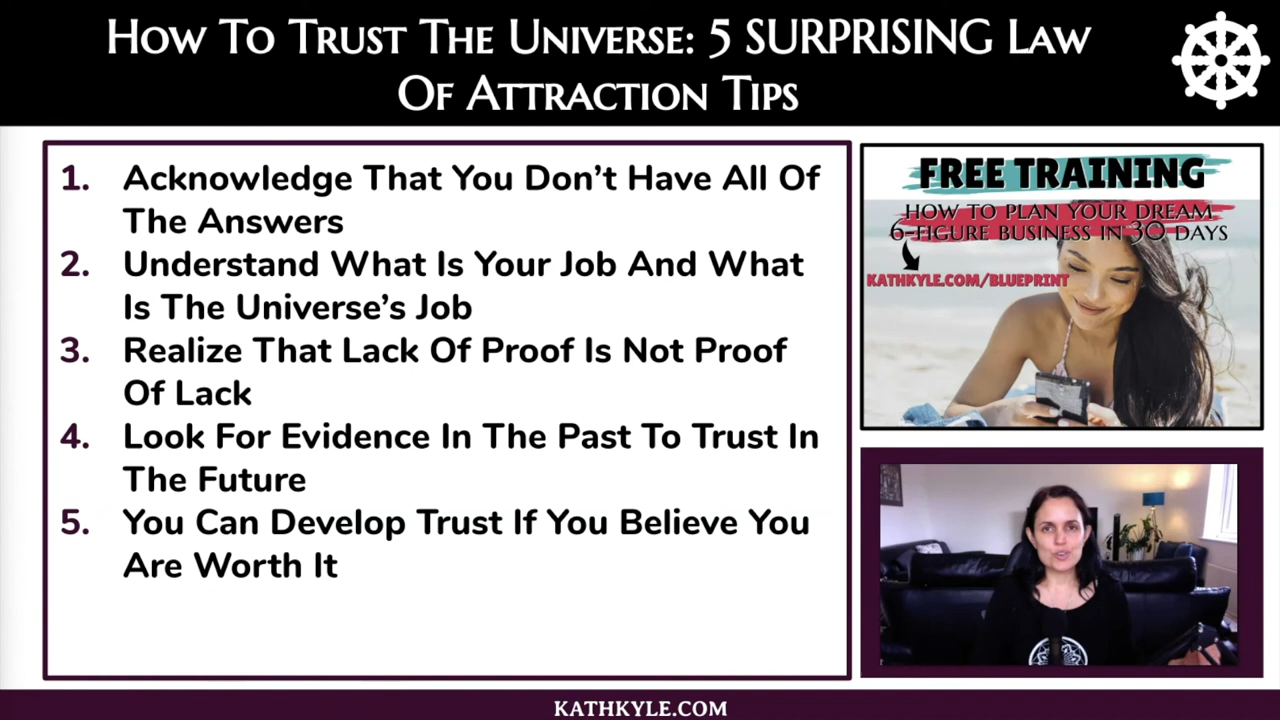 How To Trust The Universe: 5 SURPRISING Law
Of Attraction Tips
1. Acknowledge That You Don’t Have All Of
The Answers
2. Understand What Is Your Job And What
Is The Universe’s Job
3. Realize That Lack Of Proof Is Not Proof
Of Lack
4. Look For Evidence In The Past To Trust In
The Future
5. You Can Develop Trust If You Believe You
Are Worth It
FREE TRAINING
HOW TO PLAN YOUR DREAM
6-FIGURE BUSINESS IN 30 DAYS
KATHKYLE.COM/BLUEPRINT
KATHKYLE.COM